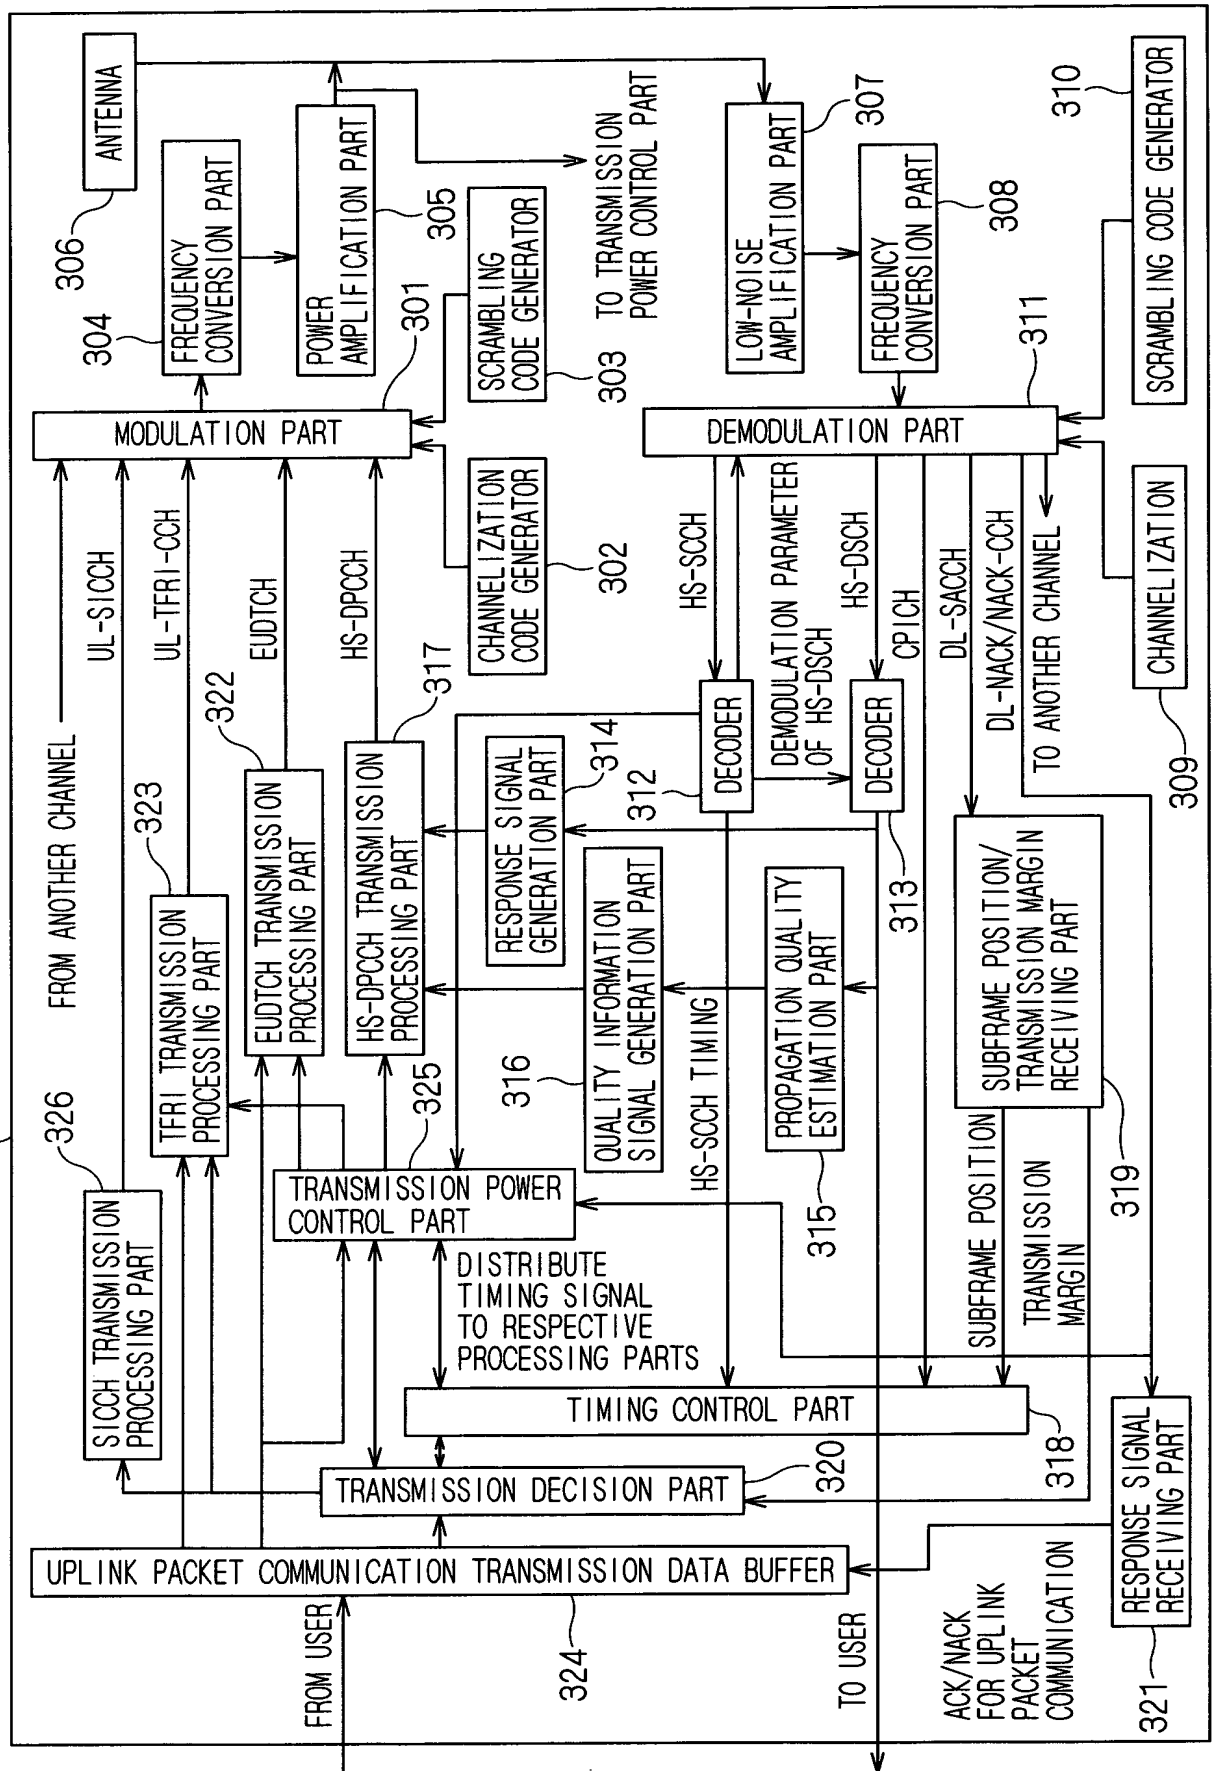 FROM USER
UPLINK PACKET COMMUNICATION TRANSMISSION DATA BUFFER
324
TRANSMISSION DECISION PART
320
TIMING CONTROL PART
318
SICCH TRANSMISSION
PROCESSING PART
326
TFRI TRANSMISSION
PROCESSING PART
323
EUDTCH TRANSMISSION
PROCESSING PART
322
HS-DPCCH TRANSMISSION
PROCESSING PART
317
TRANSMISSION POWER
CONTROL PART
325
DISTRIBUTE
TIMING SIGNAL
TO RESPECTIVE
PROCESSING PARTS
FROM ANOTHER CHANNEL
UL-SICCH
UL-TFRI-CCH
EUDTCH
HS-DPCCH
MODULATION PART
301
CHANNELIZATION
CODE GENERATOR
302
SCRAMBLING
CODE GENERATOR
303
FREQUENCY
CONVERSION PART
304
POWER
AMPLIFICATION PART
305
ANTENNA
306
TO TRANSMISSION
POWER CONTROL PART
LOW-NOISE
AMPLIFICATION PART
307
FREQUENCY
CONVERSION PART
308
DEMODULATION PART
311
CHANNELIZATION
309
SCRAMBLING CODE GENERATOR
310
HS-SCCH
DEMODULATION PARAMETER
OF HS-DSCH
HS-DSCH
CPICH
DL-SACCH
DL-NACK/NACK-CCH
TO ANOTHER CHANNEL
DECODER
312
DECODER
313
RESPONSE SIGNAL
GENERATION PART
314
QUALITY INFORMATION
SIGNAL GENERATION PART
316
PROPAGATION QUALITY
ESTIMATION PART
315
HS-SCCH TIMING
SUBFRAME POSITION/
TRANSMISSION MARGIN
RECEIVING PART
319
SUBFRAME POSITION
TRANSMISSION
MARGIN
RESPONSE SIGNAL
RECEIVING PART
321
ACK/NACK
FOR UPLINK
PACKET
COMMUNICATION
TO USER